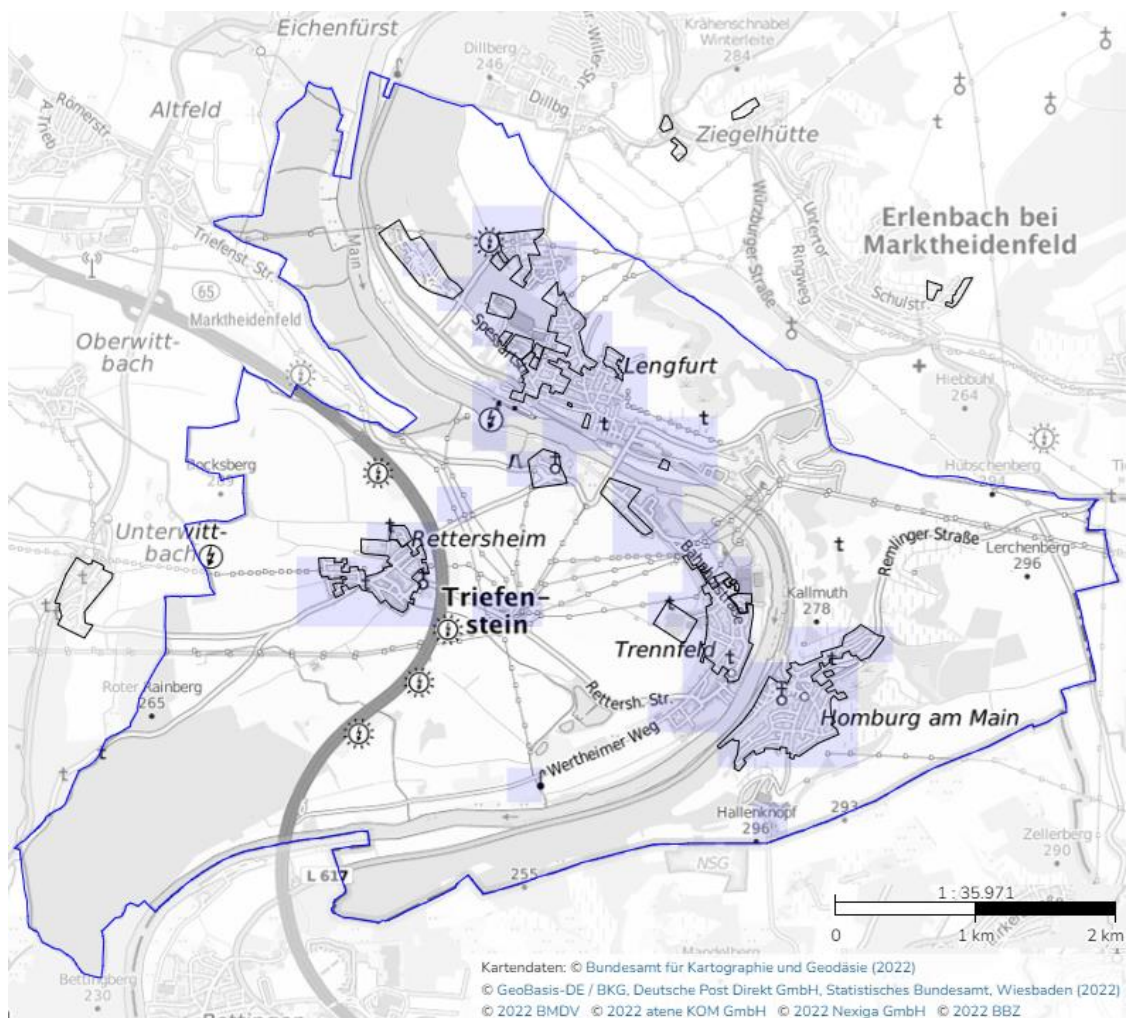 Eichenfürst
Krähenschnabel
Winterleite
284
Dillberg
246
Dillbg
Altfeld
Römerstr
A.Trieb
Ziegelhütte
Main
Triefenst. Str.
65
Marktheidenfeld
Würzburger Straße
Untertor
Ringweg
Erlenbach bei
Marktheidenfeld
Schulstr.
Oberwitt-
bach
Lengfurt
Hiebbühl
264
Bocksberg
Hübschenberg
294
Unterwitt-
bach
Rettersheim
Remlinger Straße
Lerchenberg
296
Bahnhofstraße
Kallmuth
278
Triefen-
stein
Trennfeld
Roter Rainberg
265
Rettersh. Str.
Homburg am Main
Wertheimer Weg
Hallenknopf
296
293
Zellerberg
290
NSG
L 617
255
1 : 35.971
0 1 km 2 km
Mandelberg
Bettingberg
230
Bettingen
Kartendaten: © Bundesamt für Kartographie und Geodäsie (2022)
© GeoBasis-DE / BKG, Deutsche Post Direkt GmbH, Statistisches Bundesamt, Wiesbaden (2022)
© 2022 BMDV © 2022 atene KOM GmbH © 2022 Nexiga GmbH © 2022 BBZ